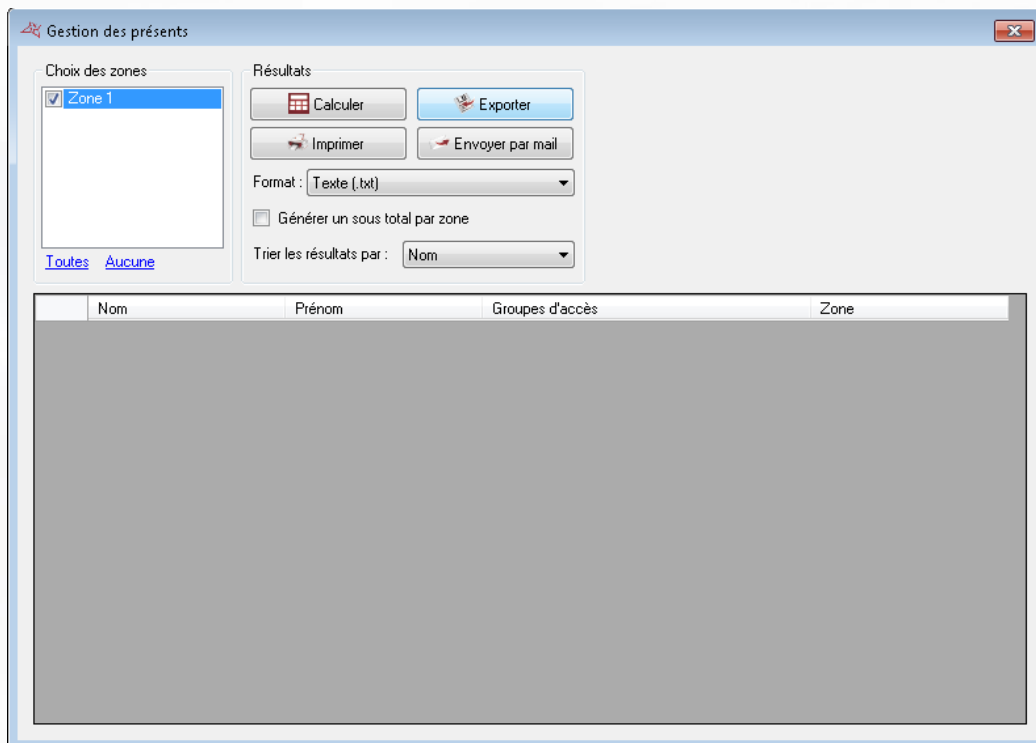 Gestion des présents
Choix des zones
Zone 1
Toutes Aucune
Résultats
Calculer Exporter
Imprimer Envoyer par mail
Format : Texte (.txt)
Générer un sous total par zone
Trier les résultats par : Nom
Nom Prénom Groupes d'accès Zone